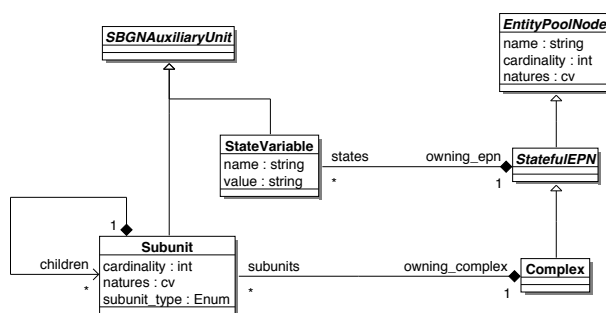 SBGNAuxiliaryUnit
EntityPoolNode
name : string
cardinality : int
natures : cv
StateVariable
name : string
value : string
states
*
owning_epn
1
StatefulEPN
1
children
*
Subunit
cardinality : int
natures : cv
subunit_type : Enum
subunits
*
owning_complex
1
Complex